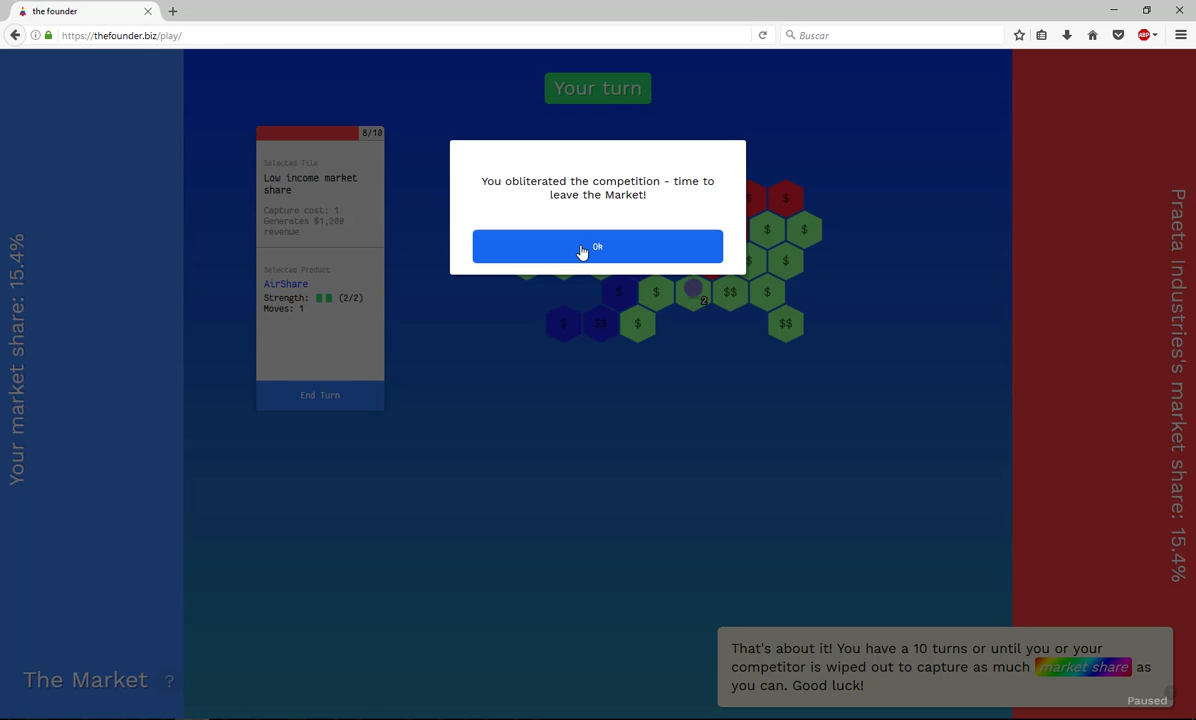 the founder
https://thefounder.biz/play/
Buscar
ABP
Your turn
8/10
Selected Tile
Low income market
share
Capture cost: 1
Generates $1,200
revenue
Selected Product
AirShare
Strength: (2/2)
Moves: 1
End Turn
You obliterated the competition - time to
leave the Market!
Ok
$ $
$ $
$ $
$ $ 2 $$ $
$ $$ $ $$
Your market share: 15.4%
Praeta Industries's market share: 15.4%
The Market ?
That's about it! You have a 10 turns or until you or your
competitor is wiped out to capture as much market share as
you can. Good luck!
Paused